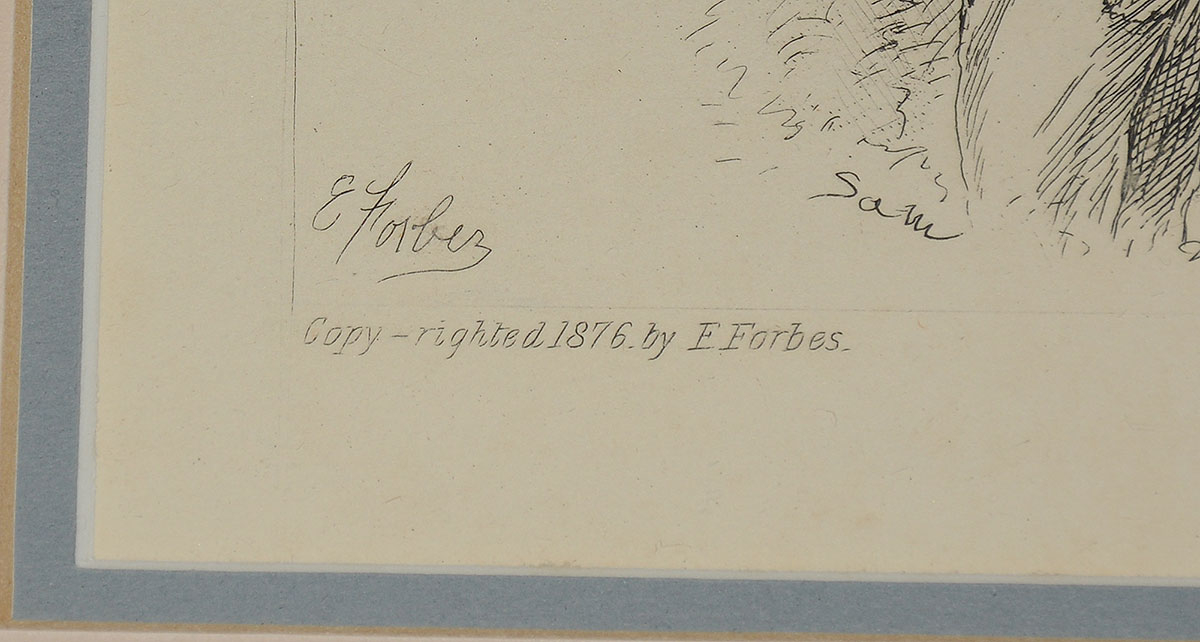 E Forbes
Sam
Copy-righted 1876. by E Forbes.